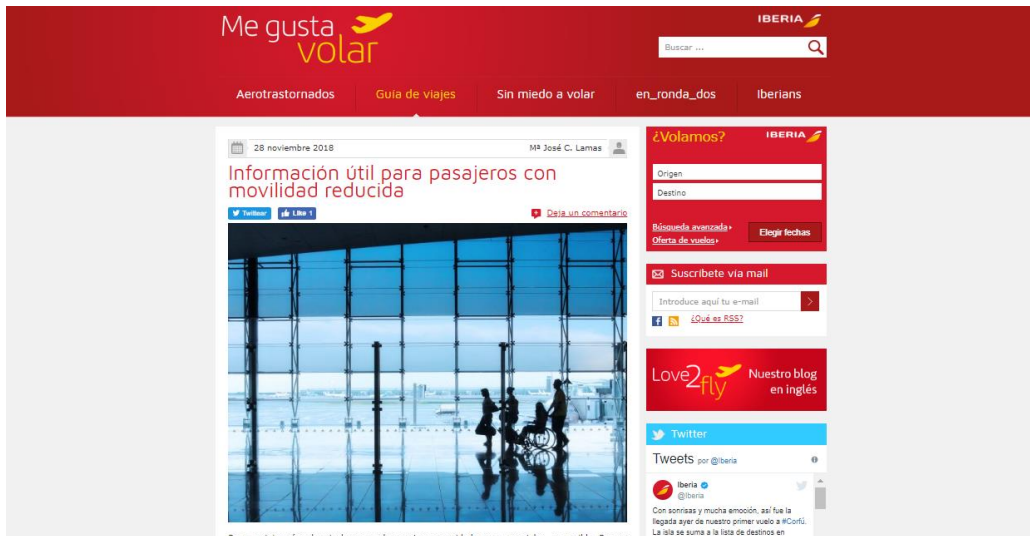 Me gusta
volar
IBERIA
Buscar ...
Aerotrastornados
Guía de viajes
Sin miedo a volar
en_ronda_dos
Iberians
28 noviembre 2018
Mª José C. Lamas
Información útil para pasajeros con
movilidad reducida
Twittear
Like 1
Deja un comentario
¿Volamos?
IBERIA
Origen
Destino
Búsqueda avanzada
Oferta de vuelos
Elegir fechas
Suscríbete vía mail
Introduce aquí tu e-mail
¿Qué es RSS?
Love2fly
Nuestro blog
en inglés
Twitter
Tweets por @Iberia
Iberia
@Iberia
Con sonrisas y mucha emoción, así fue la
llegada ayer de nuestro primer vuelo a #Corfú.
La isla se suma a la lista de destinos en